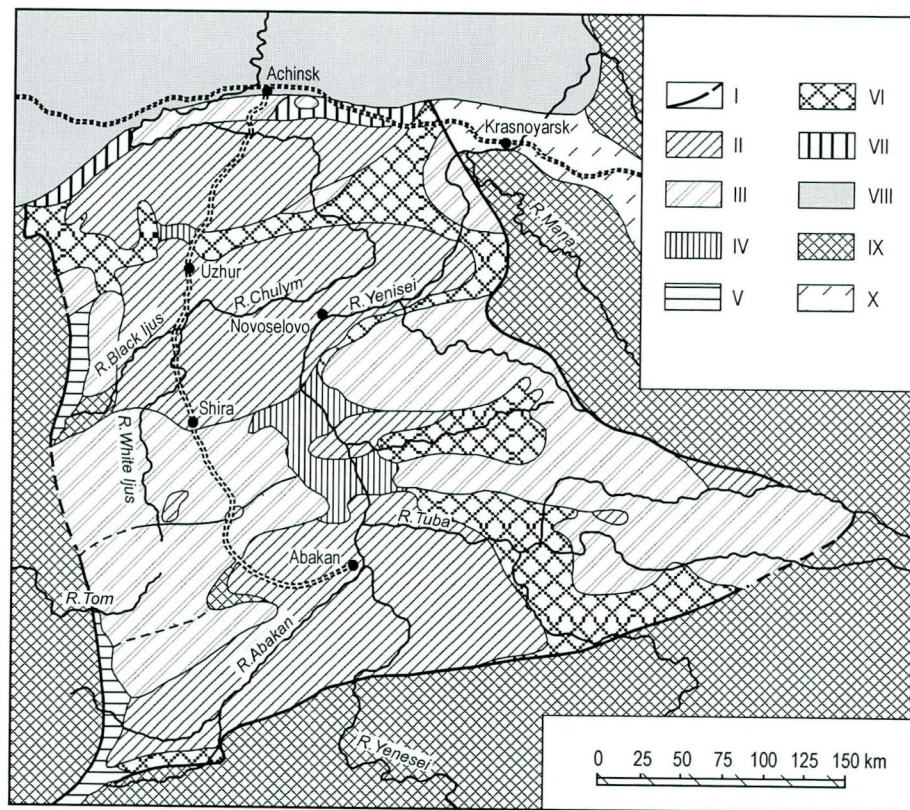 Achinsk
Krasnoyarsk
R.Mana
Uzhur
R.Chulym
R.Yenisei
Novoselovo
R.Black Ijus
Shira
R.White Ijus
R.Tuba
Abakan
R.Tom
R.Abakan
R.Yenesei
I
II
III
IV
V
VI
VII
VIII
IX
X
0 25 50 75 100 125 150 km